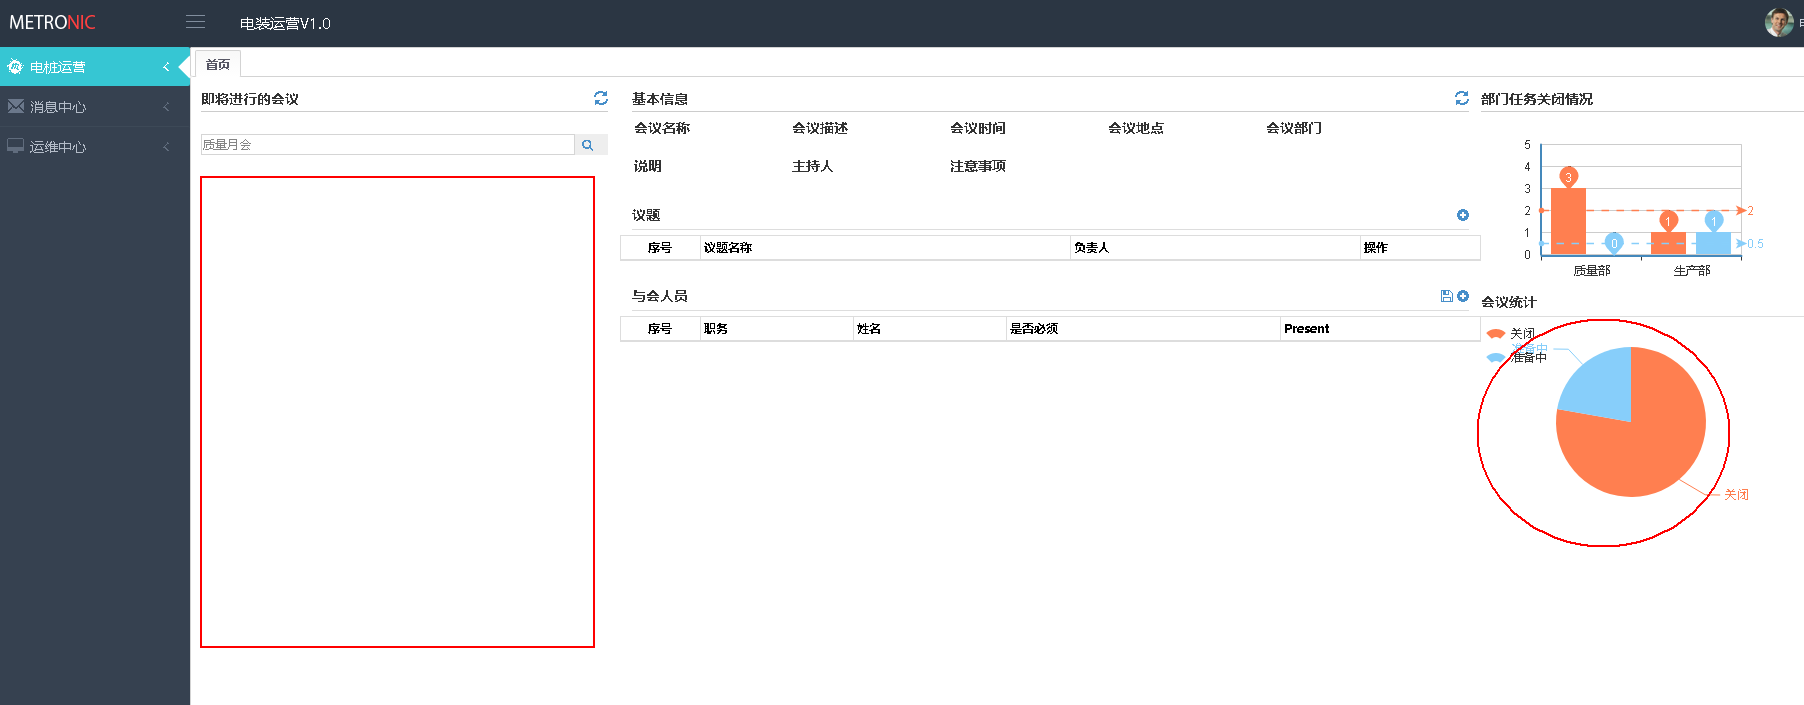 METRONIC
电装运营V1.0
电桩运营
消息中心
运维中心
首页
即将进行的会议
质量月会
基本信息
会议名称 会议描述 会议时间 会议地点 会议部门
说明 主持人 注意事项
议题
序号 议题名称 负责人 操作
与会人员
序号 职务 姓名 是否必须 Present
部门任务关闭情况
5
4
3
2
1
0
3
0
1
1
2
0.5
质量部 生产部
会议统计
关闭
准备中
准备中
关闭